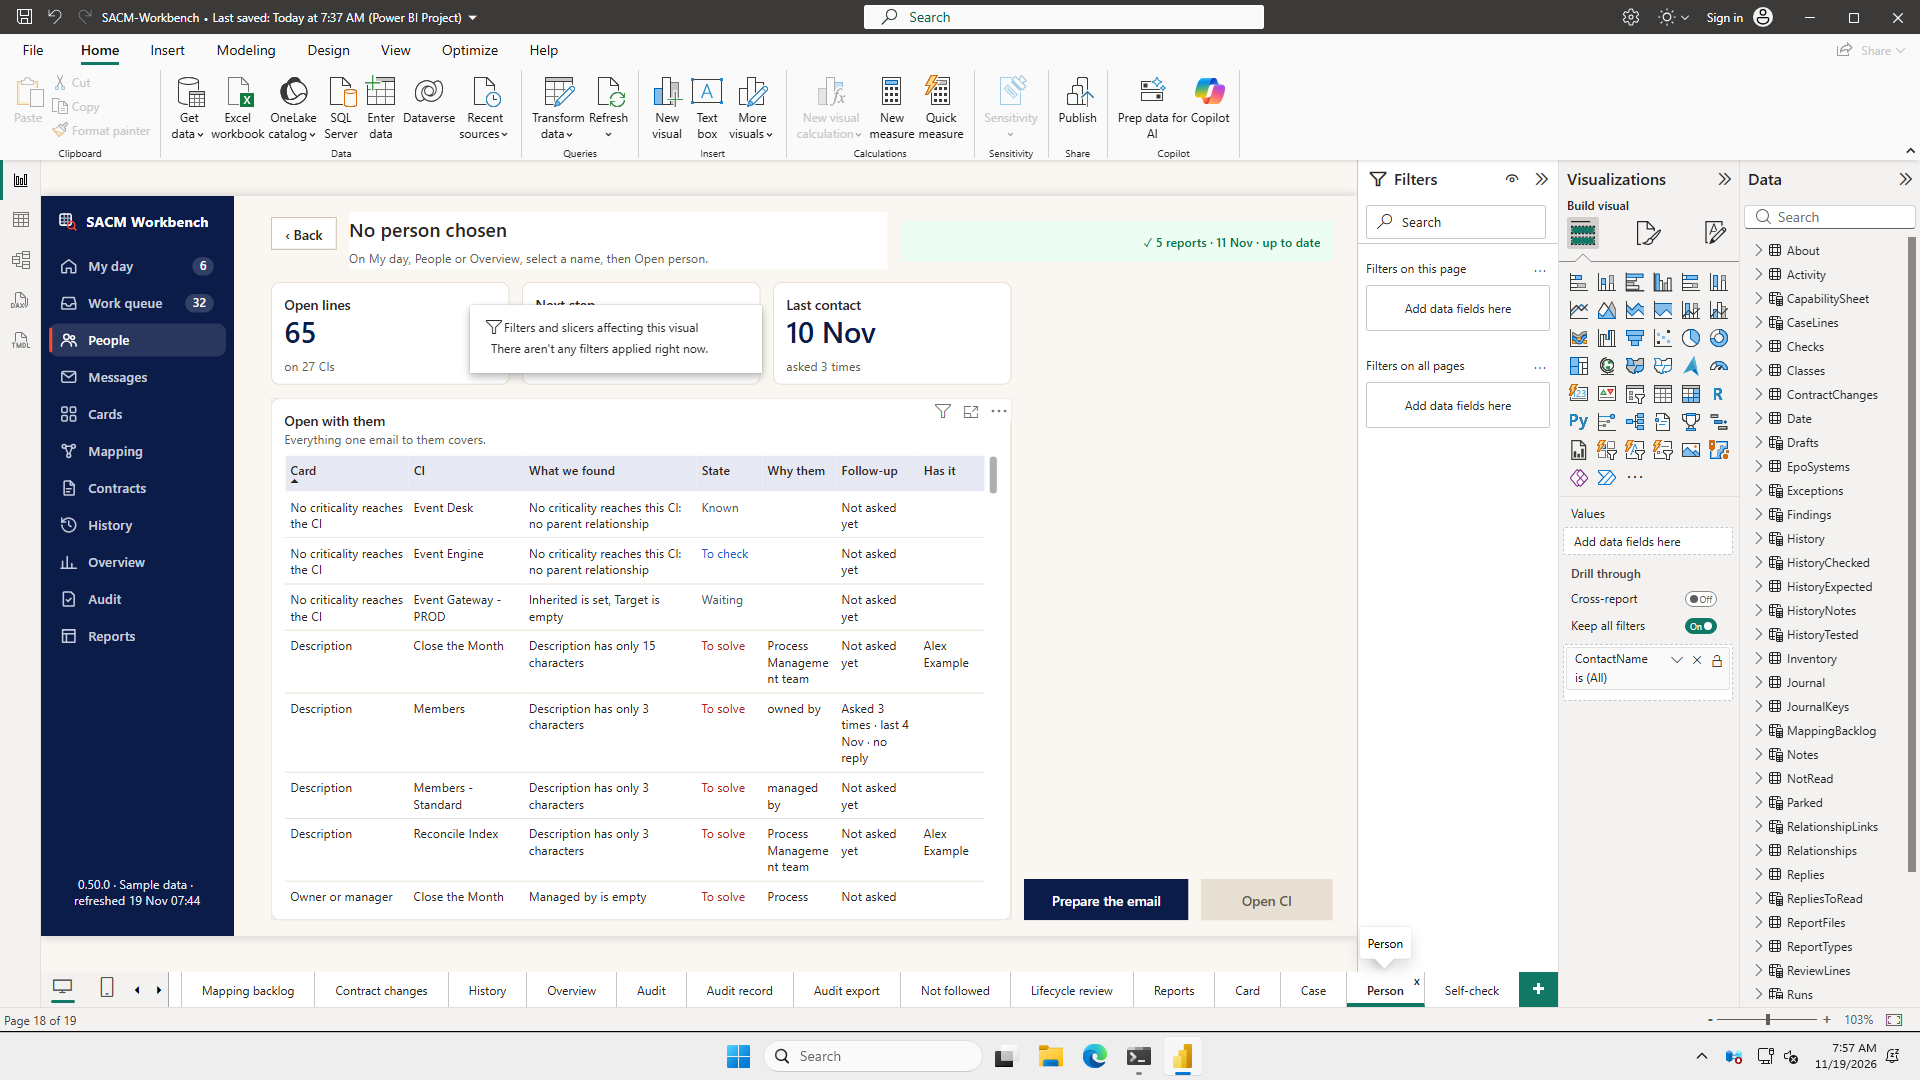 SACM-Workbench • Last saved: Today at 7:37 AM (Power BI Project)
Search
Sign in
File
Home
Insert
Modeling
Design
View
Optimize
Help
Share
Paste
Cut
Copy
Format painter
Clipboard
Get data
Excel workbook
OneLake catalog
SQL Server
Enter data
Dataverse
Recent sources
Data
Transform data
Refresh
Queries
New visual
Text box
More visuals
Insert
New visual calculation
New measure
Quick measure
Calculations
Sensitivity
Sensitivity
Publish
Share
Prep data for AI
Copilot
Copilot
SACM Workbench
My day 6
Work queue 32
People
Messages
Cards
Mapping
Contracts
History
Overview
Audit
Reports
0.50.0 · Sample data ·
refreshed 19 Nov 07:44
‹ Back
No person chosen
On My day, People or Overview, select a name, then Open person.
✓ 5 reports · 11 Nov · up to date
Open lines
65
on 27 CIs
Next step
Filters and slicers affecting this visual
There aren't any filters applied right now.
Last contact
10 Nov
asked 3 times
Open with them
Everything one email to them covers.
Card CI What we found State Why them Follow-up Has it
No criticality reaches the CI Event Desk No criticality reaches this CI: no parent relationship Known Not asked yet
No criticality reaches the CI Event Engine No criticality reaches this CI: no parent relationship To check Not asked yet
No criticality reaches the CI Event Gateway - PROD Inherited is set, Target is empty Waiting Not asked yet
Description Close the Month Description has only 15 characters To solve Process Manageme nt team Not asked yet Alex Example
Description Members Description has only 3 characters To solve owned by Asked 3 times · last 4 Nov · no reply
Description Members - Standard Description has only 3 characters To solve managed by Not asked yet
Description Reconcile Index Description has only 3 characters To solve Process Manageme nt team Not asked yet Alex Example
Owner or manager Close the Month Managed by is empty To solve Process Not asked
Prepare the email
Open CI
Filters
Search
Filters on this page
Add data fields here
Filters on all pages
Add data fields here
Visualizations
Build visual
R
Py
Values
Add data fields here
Drill through
Cross-report Off
Keep all filters On
ContactName
is (All)
Data
Search
About
Activity
CapabilitySheet
CaseLines
Checks
Classes
ContractChanges
Date
Drafts
EpoSystems
Exceptions
Findings
History
HistoryChecked
HistoryExpected
HistoryNotes
HistoryTested
Inventory
Journal
JournalKeys
MappingBacklog
Notes
NotRead
Parked
RelationshipLinks
Relationships
Replies
RepliesToRead
ReportFiles
ReportTypes
ReviewLines
Runs
Person
Mapping backlog
Contract changes
History
Overview
Audit
Audit record
Audit export
Not followed
Lifecycle review
Reports
Card
Case
Person x
Self-check
+
Page 18 of 19
- + 103%
Search
7:57 AM
11/19/2026